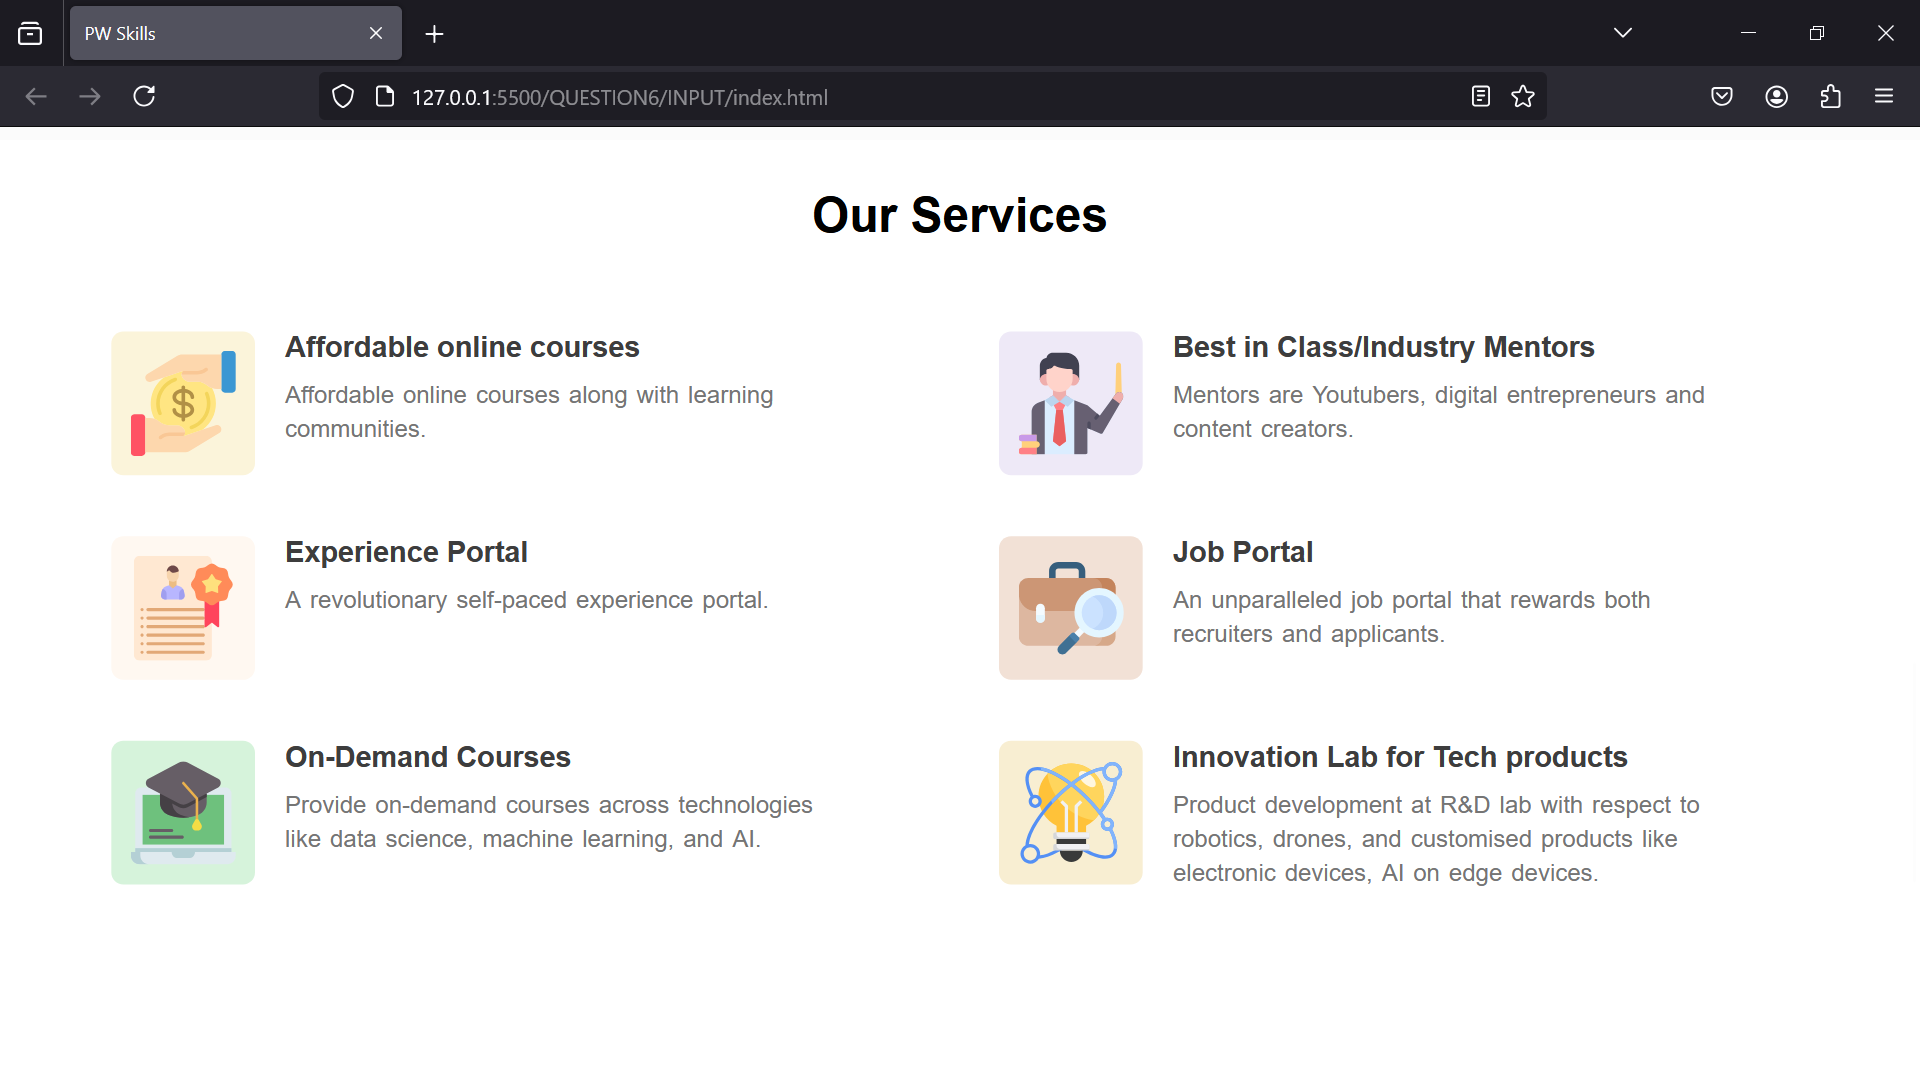 PW Skills
127.0.0.1:5500/QUESTION6/INPUT/index.html
Our Services
Affordable online courses
Affordable online courses along with learning
communities.
Best in Class/Industry Mentors
Mentors are Youtubers, digital entrepreneurs and
content creators.
Experience Portal
A revolutionary self-paced experience portal.
Job Portal
An unparalleled job portal that rewards both
recruiters and applicants.
On-Demand Courses
Provide on-demand courses across technologies
like data science, machine learning, and AI.
Innovation Lab for Tech products
Product development at R&D lab with respect to
robotics, drones, and customised products like
electronic devices, AI on edge devices.